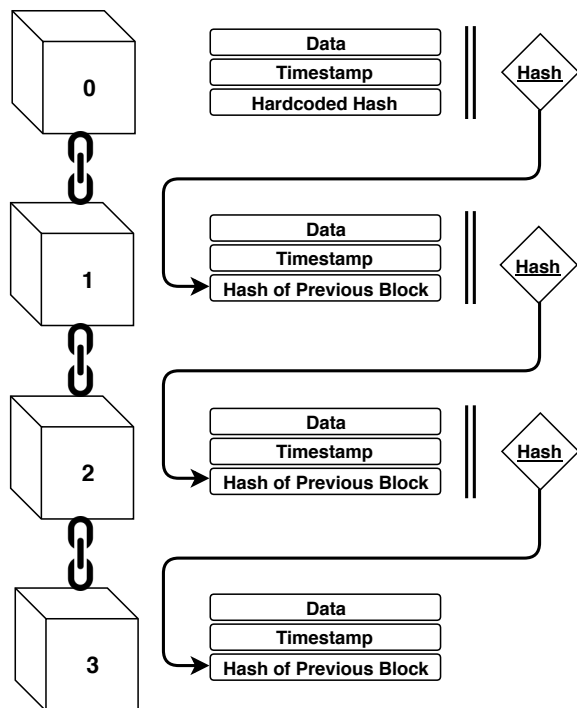 0
Data
Timestamp
Hardcoded Hash
Hash
1
Data
Timestamp
Hash of Previous Block
Hash
2
Data
Timestamp
Hash of Previous Block
Hash
3
Data
Timestamp
Hash of Previous Block